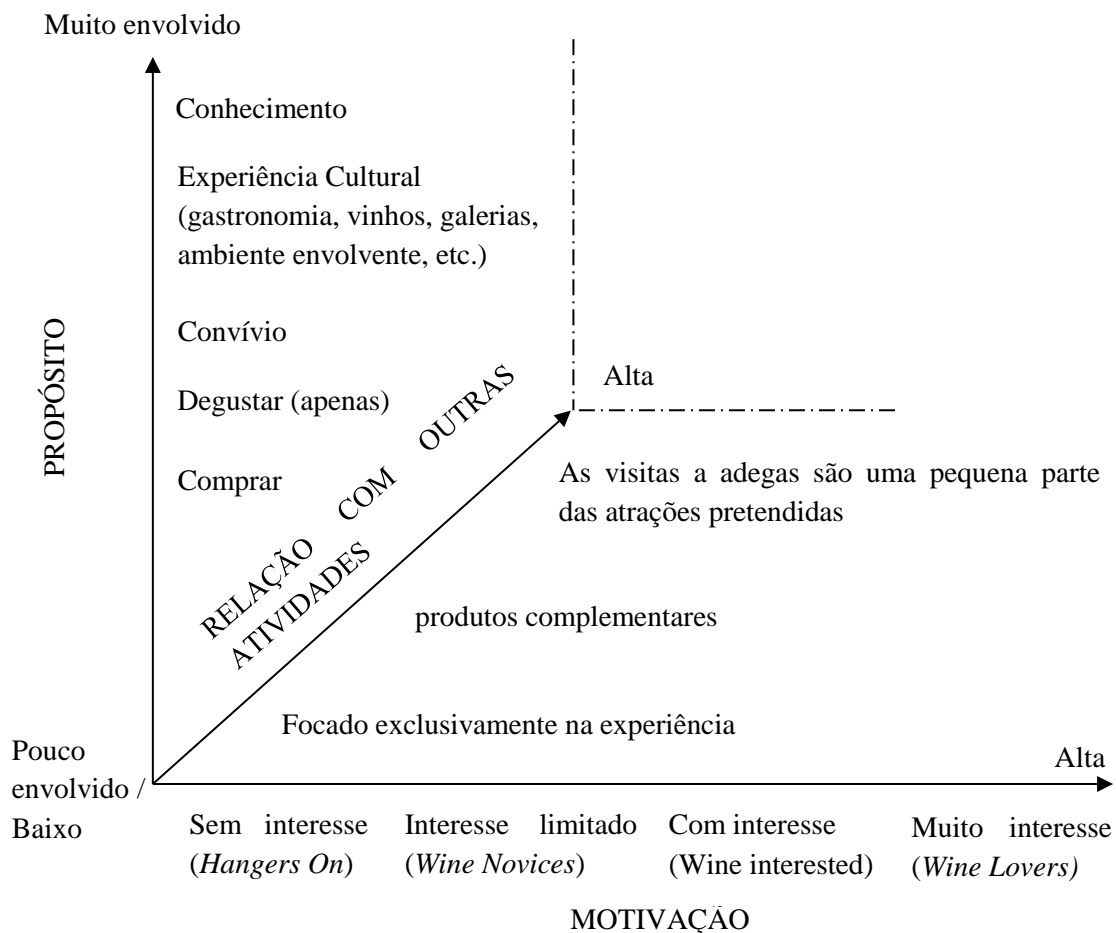 Muito envolvido
Conhecimento
Experiência Cultural
(gastronomia, vinhos, galerias,
ambiente envolvente, etc.)
Convívio
Degustar (apenas)
Comprar
PROPÓSITO
RELAÇÃO COM OUTRAS
ATIVIDADES
Alta
As visitas a adegas são uma pequena parte
das atrações pretendidas
produtos complementares
Focado exclusivamente na experiência
Pouco
envolvido /
Baixo
Alta
Sem interesse
(Hangers On)
Interesse limitado
(Wine Novices)
Com interesse
(Wine interested)
Muito interesse
(Wine Lovers)
MOTIVAÇÃO